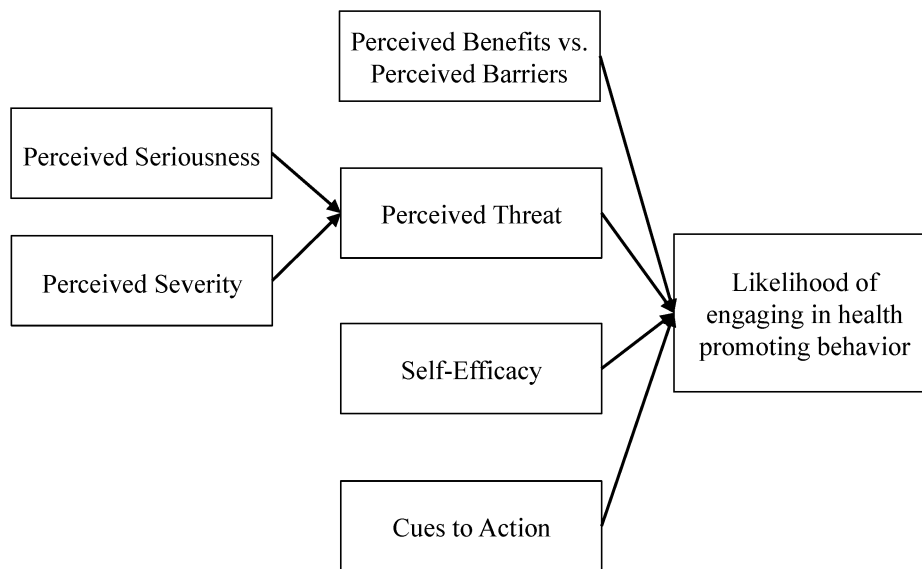 Perceived Benefits vs.
Perceived Barriers
Perceived Seriousness
Perceived Threat
Perceived Severity
Likelihood of
engaging in health
promoting behavior
Self-Efficacy
Cues to Action